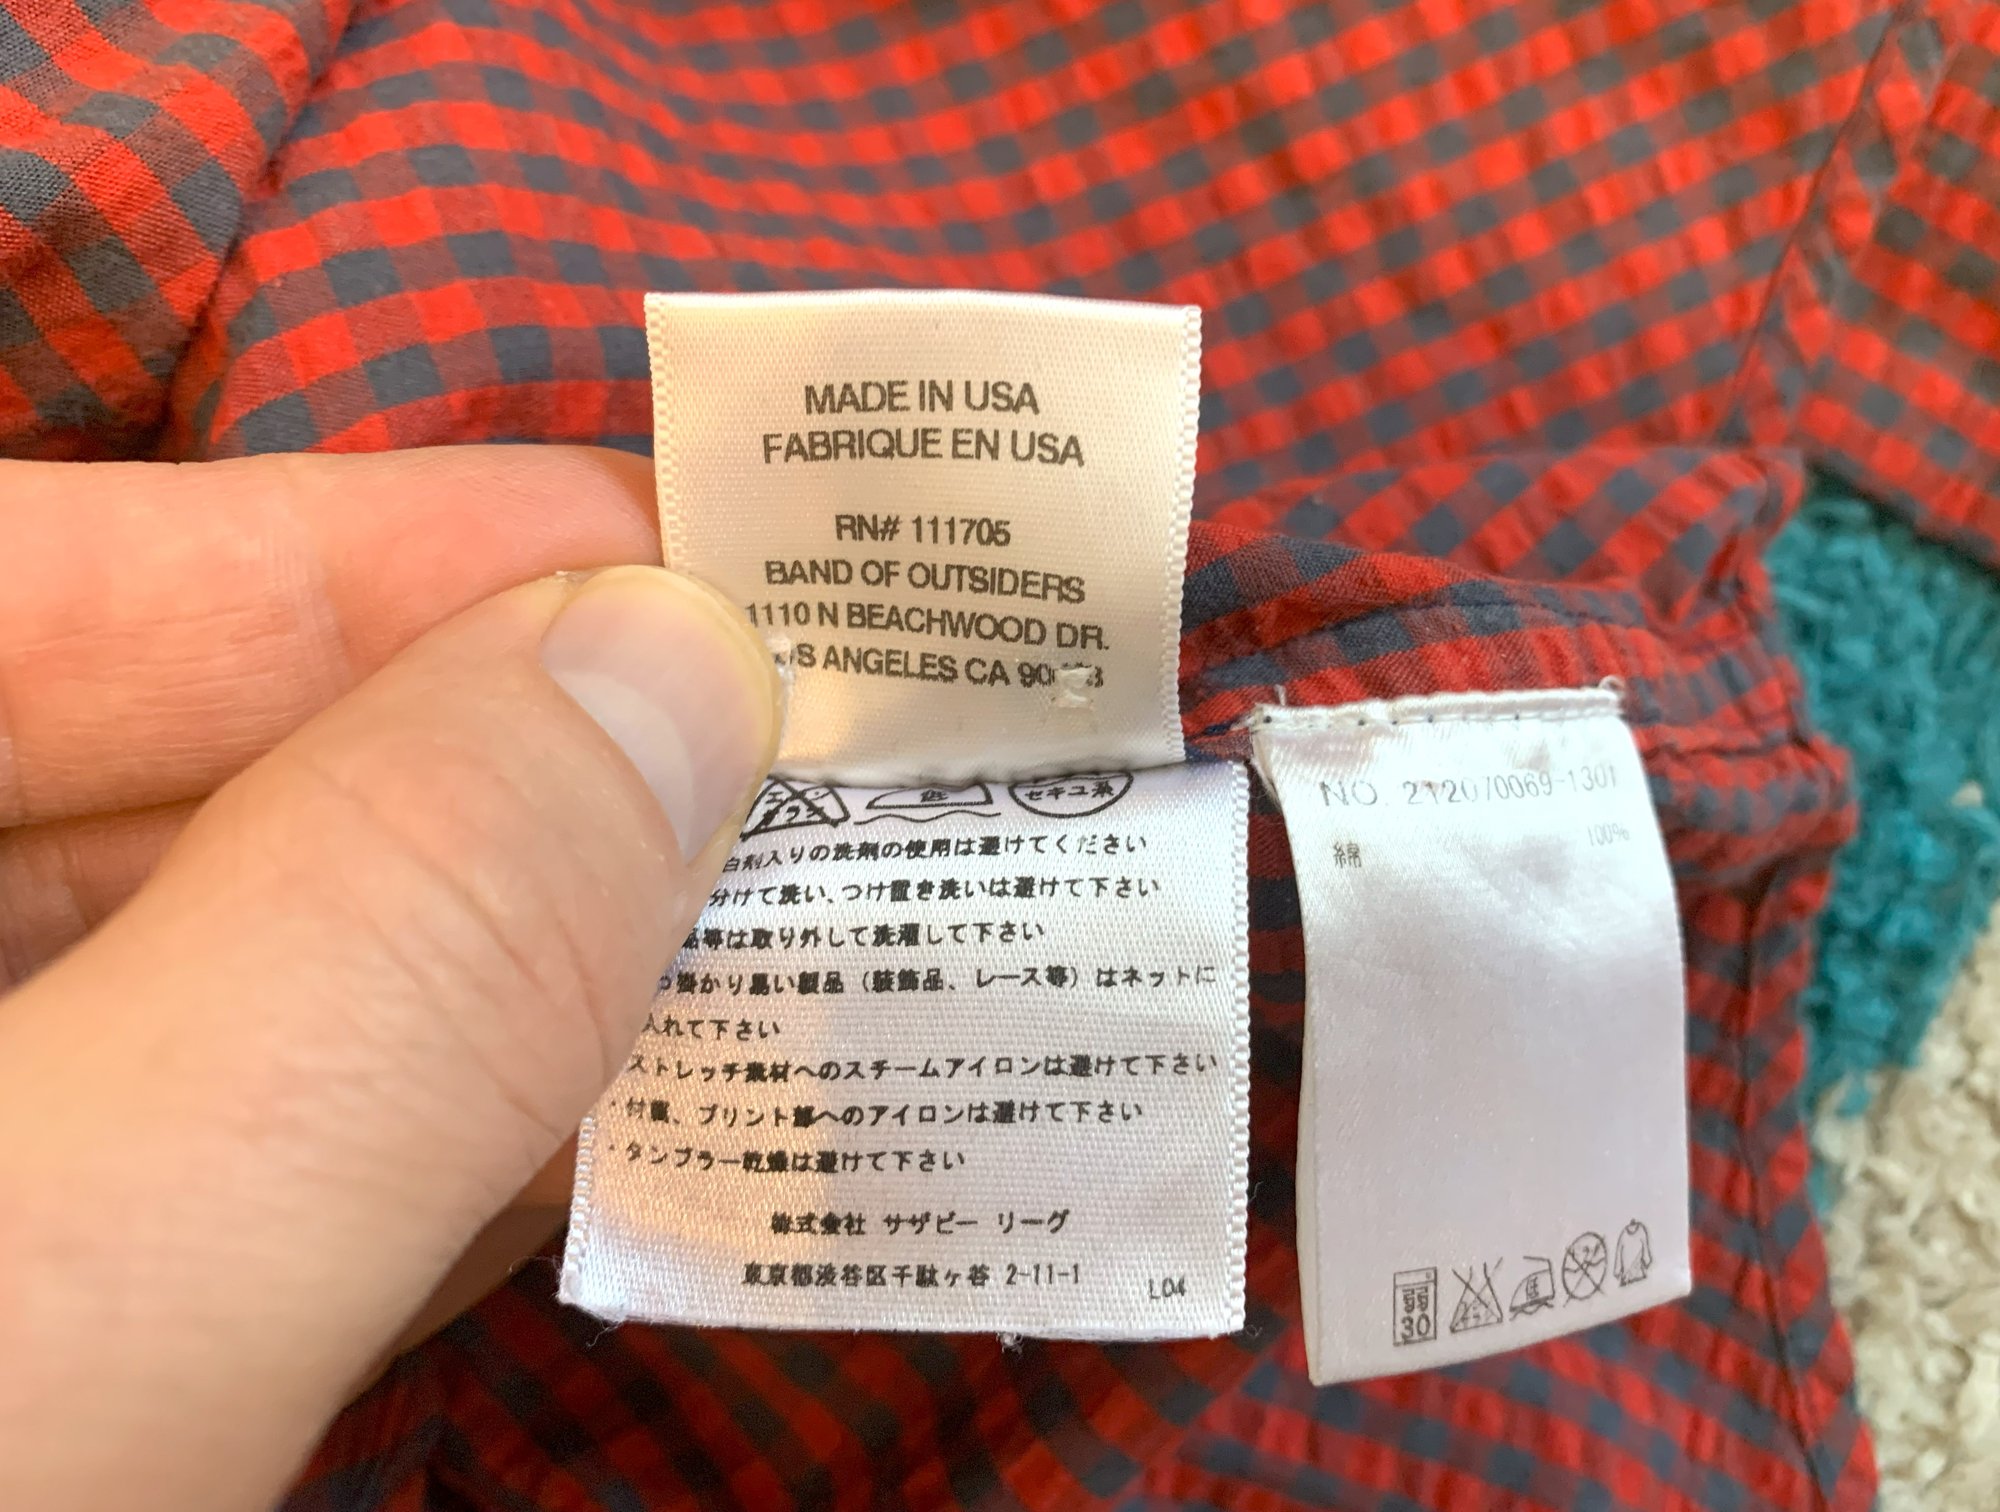 MADE IN USA
FABRIQUE EN USA
RN# 111705
BAND OF OUTSIDERS
1110 N BEACHWOOD DR.
ANGELES CA
セキユ系
白剤入りの洗剤の使用は避けてください
分けて洗い、つけ置き洗いは避けて下さい
等は取り外して洗濯して下さい
掛かり易い製品（装飾品、レース等）はネットに
入れて下さい
ストレッチ素材へのスチームアイロンは避けて下さい
・付属、プリント部へのアイロンは避けて下さい
・タンブラー乾燥は避けて下さい
株式会社 サザビー リーグ
東京都渋谷区千駄ヶ谷 2-11-1
L04
NO. 212070069-1301
綿 100%
30